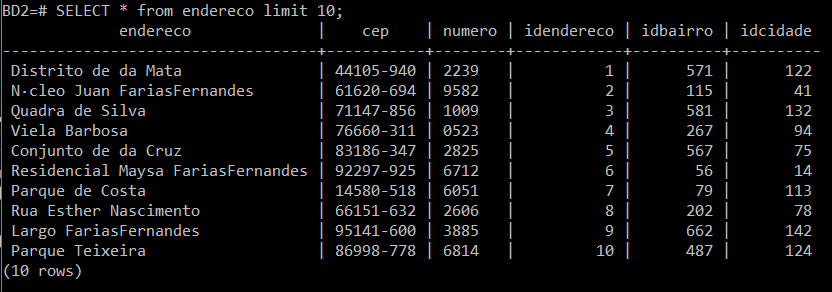 BD2=# SELECT * from endereco limit 10;
endereco | cep | numero | idendereco | idbairro | idcidade
--------------------------------+-----------+--------+------------+----------+----------
Distrito de da Mata | 44105-940 | 2239 | 1 | 571 | 122
N·cleo Juan FariasFernandes | 61620-694 | 9582 | 2 | 115 | 41
Quadra de Silva | 71147-856 | 1009 | 3 | 581 | 132
Viela Barbosa | 76660-311 | 0523 | 4 | 267 | 94
Conjunto de da Cruz | 83186-347 | 2825 | 5 | 567 | 75
Residencial Maysa FariasFernandes | 92297-925 | 6712 | 6 | 56 | 14
Parque de Costa | 14580-518 | 6051 | 7 | 79 | 113
Rua Esther Nascimento | 66151-632 | 2606 | 8 | 202 | 78
Largo FariasFernandes | 95141-600 | 3885 | 9 | 662 | 142
Parque Teixeira | 86998-778 | 6814 | 10 | 487 | 124
(10 rows)